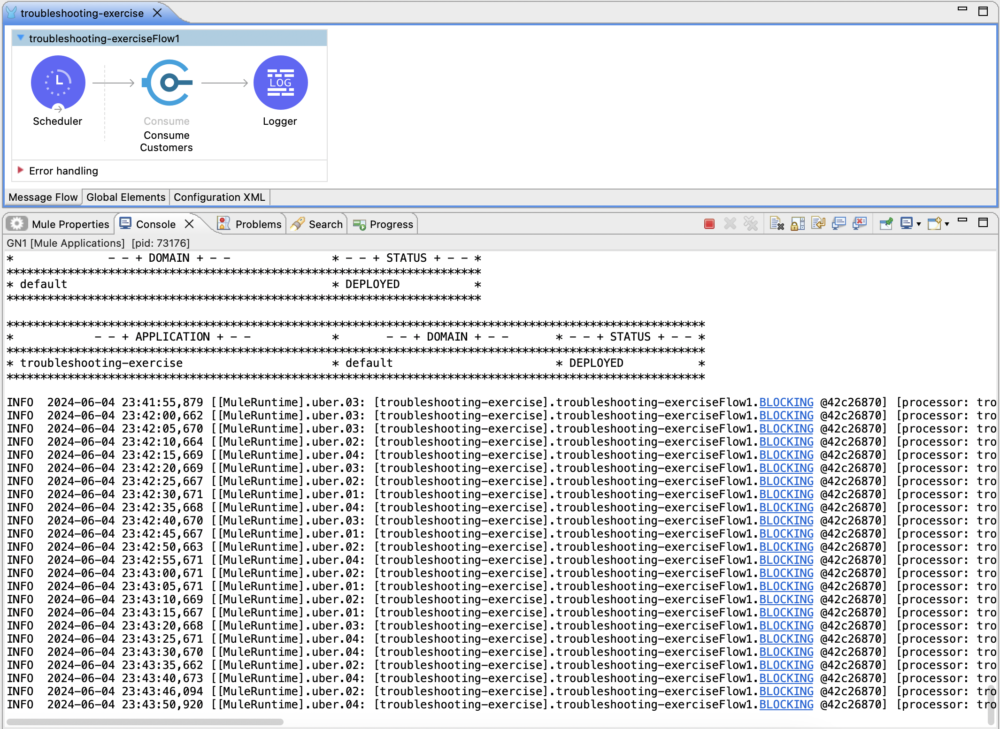 troubleshooting-exercise
troubleshooting-exerciseFlow1
LOG
Scheduler
Consume
Consume
Customers
Logger
Error handling
Message Flow Global Elements Configuration XML
Mule Properties Console Problems Search Progress
GN1 [Mule Applications] [pid: 73176]
* - - + DOMAIN + - - * - - + STATUS + - - *
**********************************************************************
* default * DEPLOYED *
**********************************************************************
*******************************************************************************************************
* - - + APPLICATION + - - * - - + DOMAIN + - - * - - + STATUS + - - *
*******************************************************************************************************
* troubleshooting-exercise * default * DEPLOYED *
*******************************************************************************************************
INFO 2024-06-04 23:41:55,879 [[MuleRuntime].uber.03: [troubleshooting-exercise].troubleshooting-exerciseFlow1.BLOCKING @42c26870] [processor: tro
INFO 2024-06-04 23:42:00,662 [[MuleRuntime].uber.03: [troubleshooting-exercise].troubleshooting-exerciseFlow1.BLOCKING @42c26870] [processor: tro
INFO 2024-06-04 23:42:05,670 [[MuleRuntime].uber.03: [troubleshooting-exercise].troubleshooting-exerciseFlow1.BLOCKING @42c26870] [processor: tro
INFO 2024-06-04 23:42:10,664 [[MuleRuntime].uber.02: [troubleshooting-exercise].troubleshooting-exerciseFlow1.BLOCKING @42c26870] [processor: tro
INFO 2024-06-04 23:42:15,669 [[MuleRuntime].uber.04: [troubleshooting-exercise].troubleshooting-exerciseFlow1.BLOCKING @42c26870] [processor: tro
INFO 2024-06-04 23:42:20,669 [[MuleRuntime].uber.03: [troubleshooting-exercise].troubleshooting-exerciseFlow1.BLOCKING @42c26870] [processor: tro
INFO 2024-06-04 23:42:25,667 [[MuleRuntime].uber.02: [troubleshooting-exercise].troubleshooting-exerciseFlow1.BLOCKING @42c26870] [processor: tro
INFO 2024-06-04 23:42:30,671 [[MuleRuntime].uber.01: [troubleshooting-exercise].troubleshooting-exerciseFlow1.BLOCKING @42c26870] [processor: tro
INFO 2024-06-04 23:42:35,668 [[MuleRuntime].uber.04: [troubleshooting-exercise].troubleshooting-exerciseFlow1.BLOCKING @42c26870] [processor: tro
INFO 2024-06-04 23:42:40,670 [[MuleRuntime].uber.03: [troubleshooting-exercise].troubleshooting-exerciseFlow1.BLOCKING @42c26870] [processor: tro
INFO 2024-06-04 23:42:45,667 [[MuleRuntime].uber.01: [troubleshooting-exercise].troubleshooting-exerciseFlow1.BLOCKING @42c26870] [processor: tro
INFO 2024-06-04 23:42:50,663 [[MuleRuntime].uber.02: [troubleshooting-exercise].troubleshooting-exerciseFlow1.BLOCKING @42c26870] [processor: tro
INFO 2024-06-04 23:42:55,671 [[MuleRuntime].uber.04: [troubleshooting-exercise].troubleshooting-exerciseFlow1.BLOCKING @42c26870] [processor: tro
INFO 2024-06-04 23:43:00,671 [[MuleRuntime].uber.02: [troubleshooting-exercise].troubleshooting-exerciseFlow1.BLOCKING @42c26870] [processor: tro
INFO 2024-06-04 23:43:05,671 [[MuleRuntime].uber.01: [troubleshooting-exercise].troubleshooting-exerciseFlow1.BLOCKING @42c26870] [processor: tro
INFO 2024-06-04 23:43:10,669 [[MuleRuntime].uber.02: [troubleshooting-exercise].troubleshooting-exerciseFlow1.BLOCKING @42c26870] [processor: tro
INFO 2024-06-04 23:43:15,667 [[MuleRuntime].uber.01: [troubleshooting-exercise].troubleshooting-exerciseFlow1.BLOCKING @42c26870] [processor: tro
INFO 2024-06-04 23:43:20,668 [[MuleRuntime].uber.03: [troubleshooting-exercise].troubleshooting-exerciseFlow1.BLOCKING @42c26870] [processor: tro
INFO 2024-06-04 23:43:25,671 [[MuleRuntime].uber.04: [troubleshooting-exercise].troubleshooting-exerciseFlow1.BLOCKING @42c26870] [processor: tro
INFO 2024-06-04 23:43:30,670 [[MuleRuntime].uber.04: [troubleshooting-exercise].troubleshooting-exerciseFlow1.BLOCKING @42c26870] [processor: tro
INFO 2024-06-04 23:43:35,662 [[MuleRuntime].uber.02: [troubleshooting-exercise].troubleshooting-exerciseFlow1.BLOCKING @42c26870] [processor: tro
INFO 2024-06-04 23:43:40,673 [[MuleRuntime].uber.04: [troubleshooting-exercise].troubleshooting-exerciseFlow1.BLOCKING @42c26870] [processor: tro
INFO 2024-06-04 23:43:46,094 [[MuleRuntime].uber.02: [troubleshooting-exercise].troubleshooting-exerciseFlow1.BLOCKING @42c26870] [processor: tro
INFO 2024-06-04 23:43:50,920 [[MuleRuntime].uber.04: [troubleshooting-exercise].troubleshooting-exerciseFlow1.BLOCKING @42c26870] [processor: tro